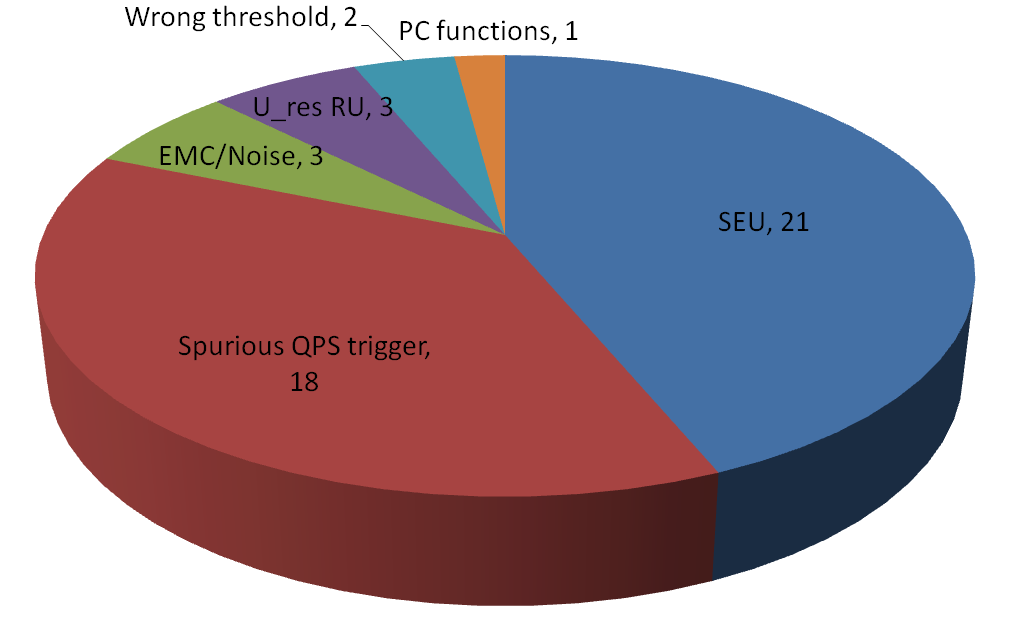 Wrong threshold, 2
PC functions, 1
U_res RU, 3
EMC/Noise, 3
SEU, 21
Spurious QPS trigger,
18